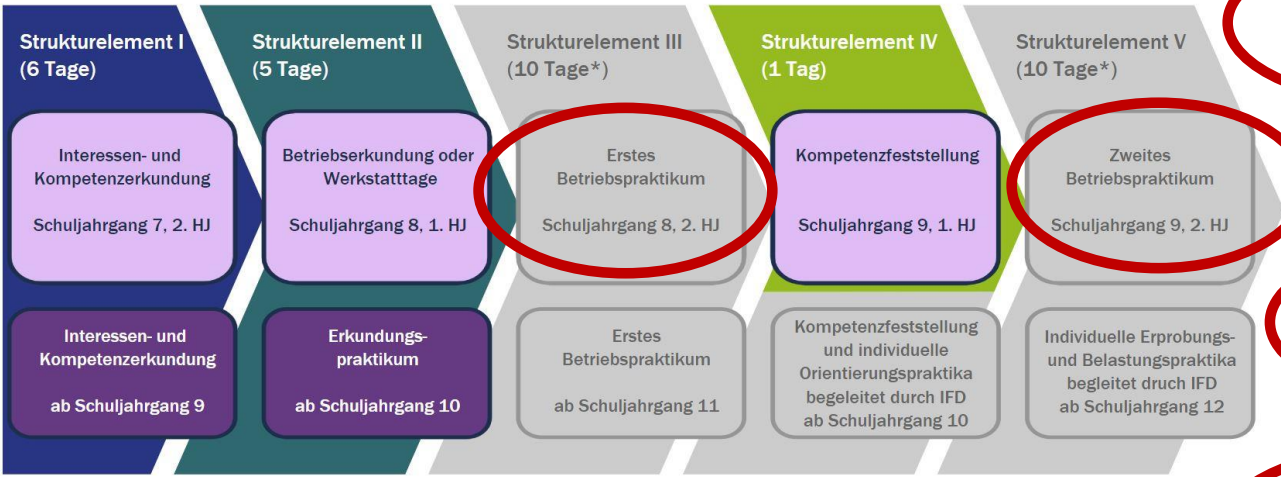 Strukturelement I
(6 Tage)
Strukturelement II
(5 Tage)
Strukturelement III
(10 Tage*)
Strukturelement IV
(1 Tag)
Strukturelement V
(10 Tage*)
Interessen- und
Kompetenzerkundung
Schuljahrgang 7, 2. HJ
Betriebserkundung oder
Werkstatttage
Schuljahrgang 8, 1. HJ
Erstes
Betriebspraktikum
Schuljahrgang 8, 2. HJ
Kompetenzfeststellung
Schuljahrgang 9, 1. HJ
Zweites
Betriebspraktikum
Schuljahrgang 9, 2. HJ
Interessen- und
Kompetenzerkundung
ab Schuljahrgang 9
Erkundungs-
praktikum
ab Schuljahrgang 10
Erstes
Betriebspraktikum
ab Schuljahrgang 11
Kompetenzfeststellung
und individuelle
Orientierungspraktika
begeleitet durch IFD
ab Schuljahrgang 10
Individuelle Erprobungs-
und Belastungspraktika
begleitet druch IFD
ab Schuljahrgang 12